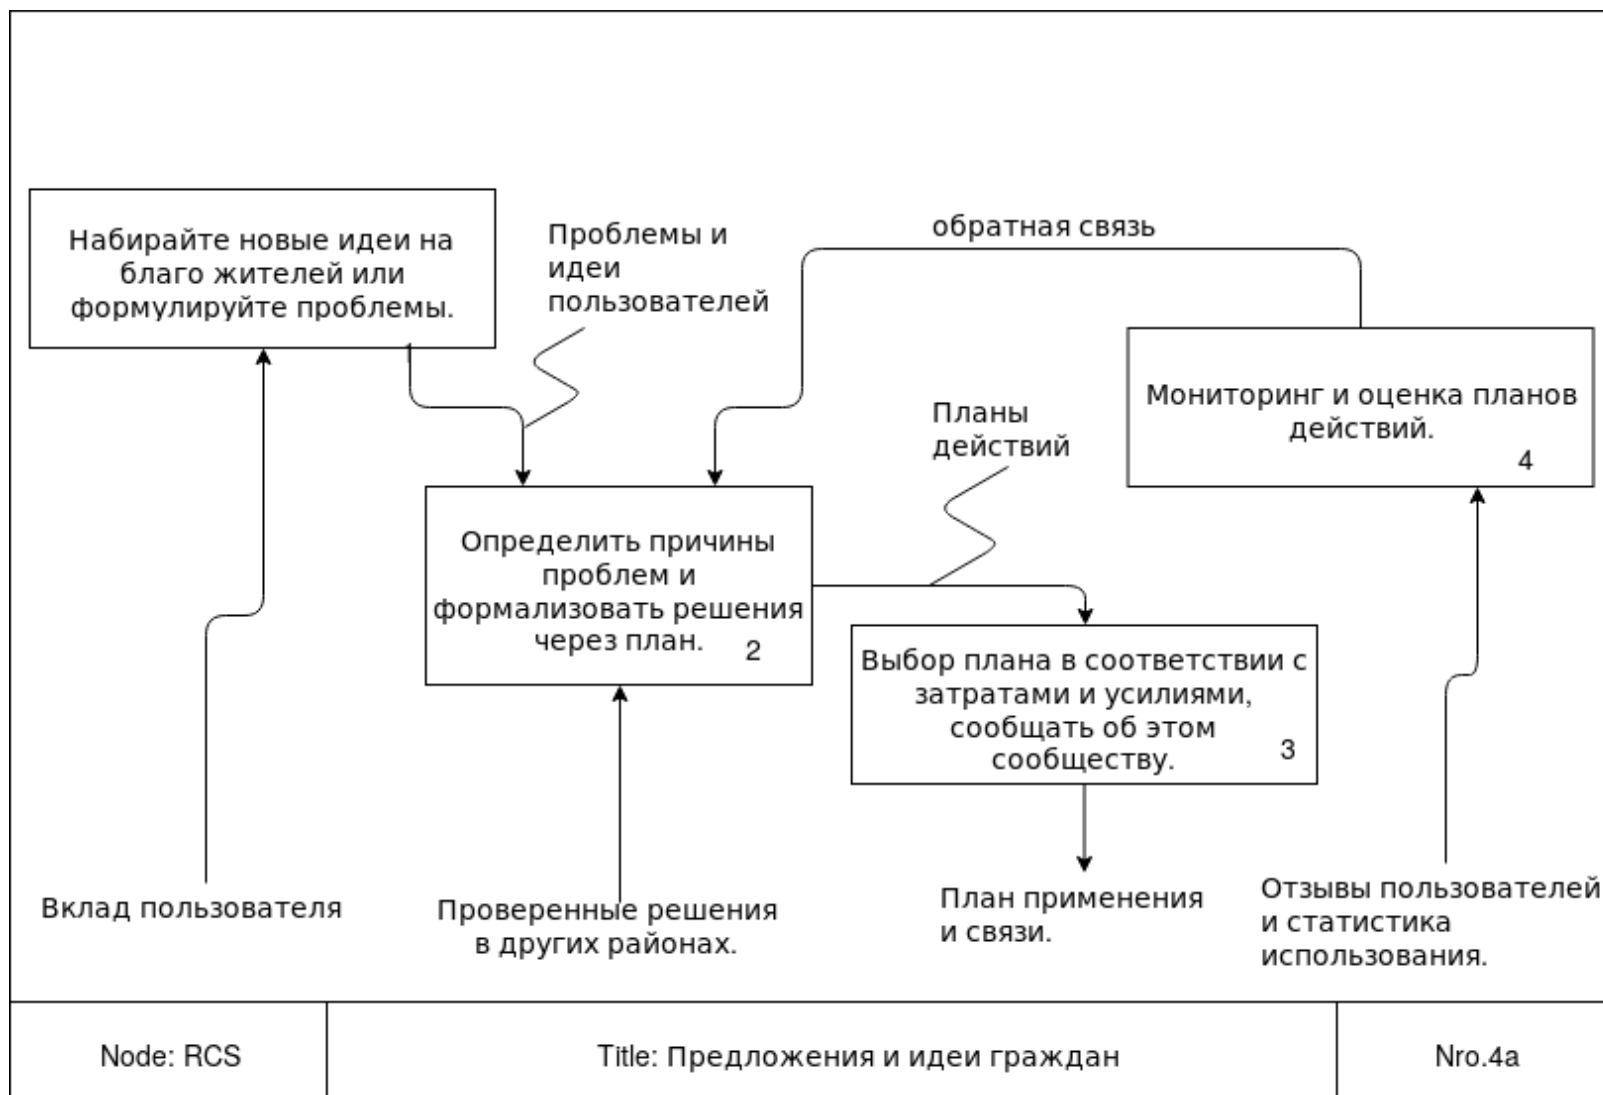 Набирайте новые идеи на
благо жителей или
формулируйте проблемы.
Проблемы и
идеи
пользователей
обратная связь
Мониторинг и оценка планов
действий.
4
Планы
действий
Определить причины
проблем и
формализовать решения
через план.
2
Выбор плана в соответствии с
затратами и усилиями,
сообщать об этом
сообществу.
3
Вклад пользователя
Проверенные решения
в других районах.
План применения
и связи.
Отзывы пользователей
и статистика
использования.
Node: RCS
Title: Предложения и идеи граждан
Nro.4a